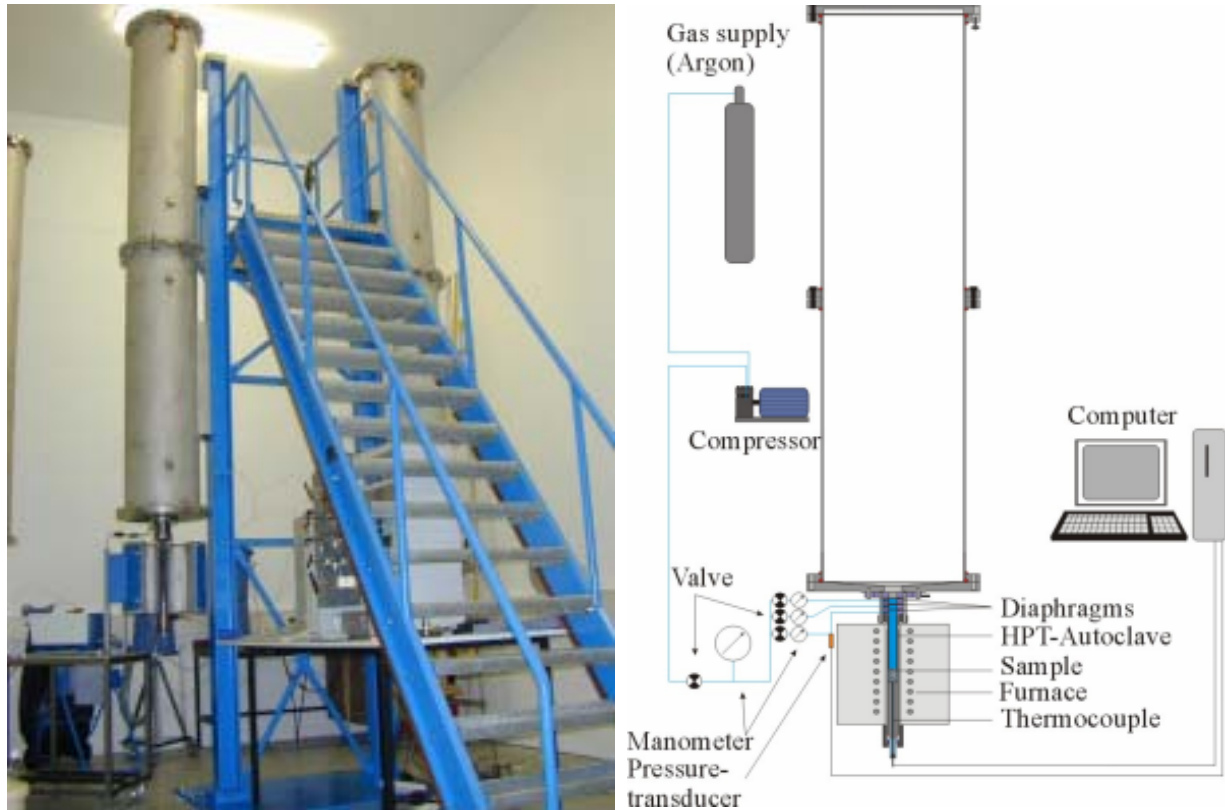 Gas supply
(Argon)
Compressor
Computer
Valve
Diaphragms
HPT-Autoclave
Sample
Furnace
Thermocouple
Manometer
Pressure-
transducer